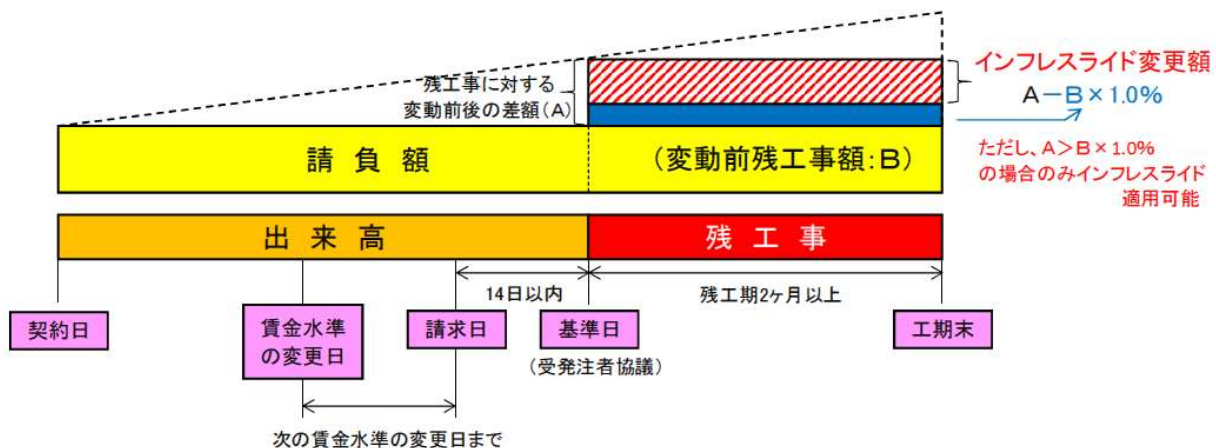 残工事に対する
変動前後の差額(A)
インフレスライド変更額
A－B×1.0%
ただし、A＞B×1.0%
の場合のみインフレスライド
適用可能
請 負 額
(変動前残工事額:B)
出 来 高
残 工 事
14日以内
残工期2ヶ月以上
契約日
賃金水準
の変更日
請求日
基準日
(受発注者協議)
工期末
次の賃金水準の変更日まで